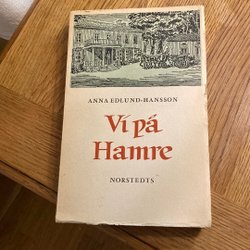 ANNA EDLUND-HANSSON
Vi på
Hamre
NORSTEDTS